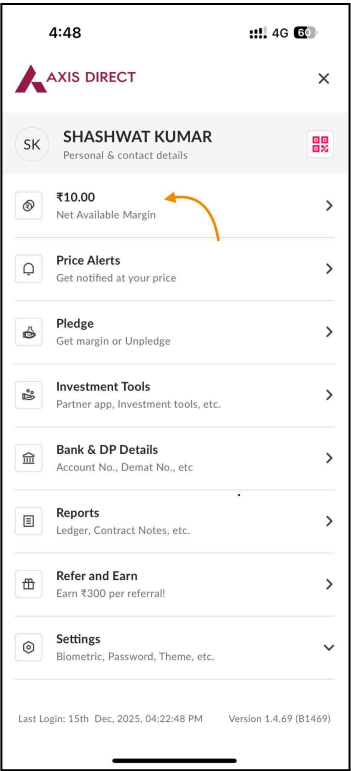 4:48
4G 60
AXIS DIRECT
SK
SHASHWAT KUMAR
Personal & contact details
₹10.00
Net Available Margin
Price Alerts
Get notified at your price
Pledge
Get margin or Unpledge
Investment Tools
Partner app, Investment tools, etc.
Bank & DP Details
Account No., Demat No., etc
Reports
Ledger, Contract Notes, etc.
Refer and Earn
Earn ₹300 per referral!
Settings
Biometric, Password, Theme, etc.
Last Login: 15th Dec, 2025, 04:22:48 PM Version 1.4.69 (B1469)